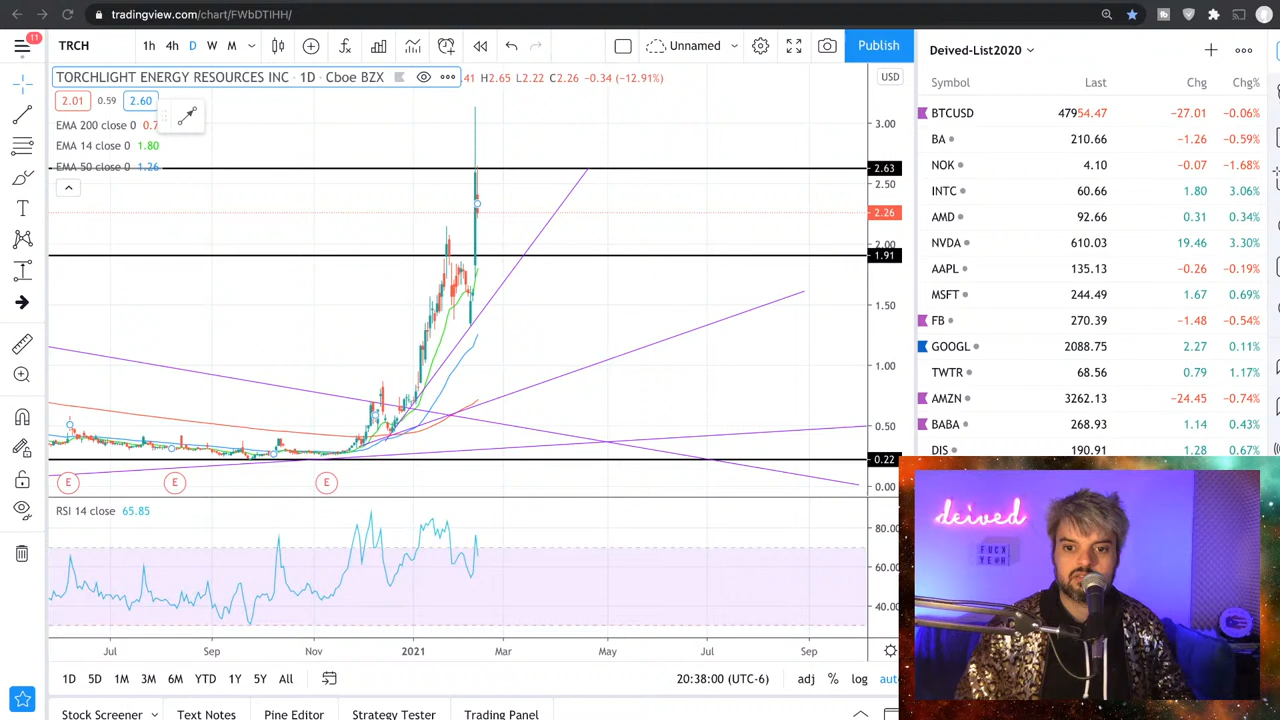 tradingview.com/chart/FWbDTIHH/
11
TRCH 1h 4h D W M Unnamed Publish
TORCHLIGHT ENERGY RESOURCES INC · 1D · Cboe BZX 41 H2.65 L2.22 C2.26 −0.34 (−12.91%)
USD
2.01 0.59 2.60
EMA 200 close 0 0.7
EMA 14 close 0 1.80
EMA 50 close 0 1.26
3.00
2.63
2.50
2.26
2.00
1.91
1.50
1.00
0.50
0.22
0.00
E E E
RSI 14 close 65.85
80.00
60.00
40.00
Jul Sep Nov 2021 Mar May Jul Sep
1D 5D 1M 3M 6M YTD 1Y 5Y All 20:38:00 (UTC-6) adj % log aut
Stock Screener Text Notes Pine Editor Strategy Tester Trading Panel
Deived-List2020
Symbol Last Chg Chg%
BTCUSD 47954.47 −27.01 −0.06%
BA 210.66 −1.26 −0.59%
NOK 4.10 −0.07 −1.68%
INTC 60.66 1.80 3.06%
AMD 92.66 0.31 0.34%
NVDA 610.03 19.46 3.30%
AAPL 135.13 −0.26 −0.19%
MSFT 244.49 1.67 0.69%
FB 270.39 −1.48 −0.54%
GOOGL 2088.75 2.27 0.11%
TWTR 68.56 0.79 1.17%
AMZN 3262.13 −24.45 −0.74%
BABA 268.93 1.14 0.43%
DIS 190.91 1.28 0.67%
deived
FUCK
YEAH